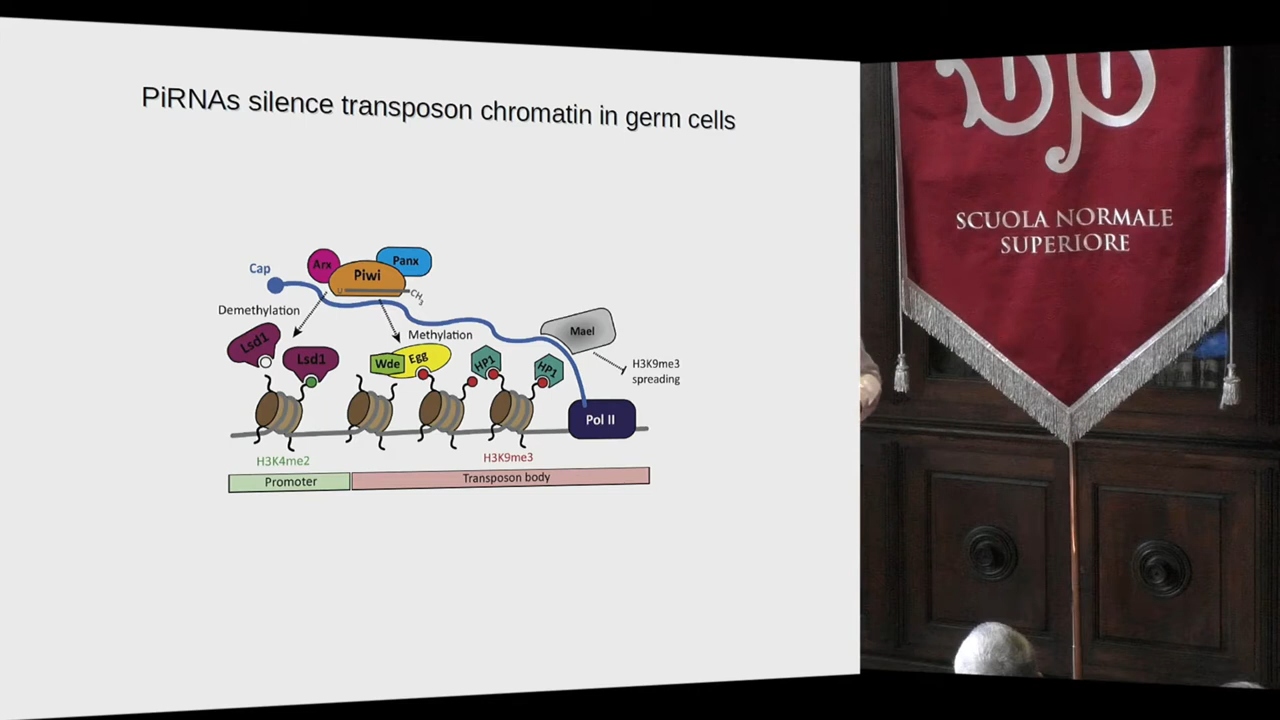 PiRNAs silence transposon chromatin in germ cells
Cap
Arx
Piwi
Panx
U
CH3
Demethylation
Methylation
Lsd1
Lsd1
Wde
Egg
HP1
HP1
Mael
H3K9me3
spreading
Pol II
H3K4me2
H3K9me3
Promoter
Transposon body
SCUOLA NORMALE
SUPERIORE